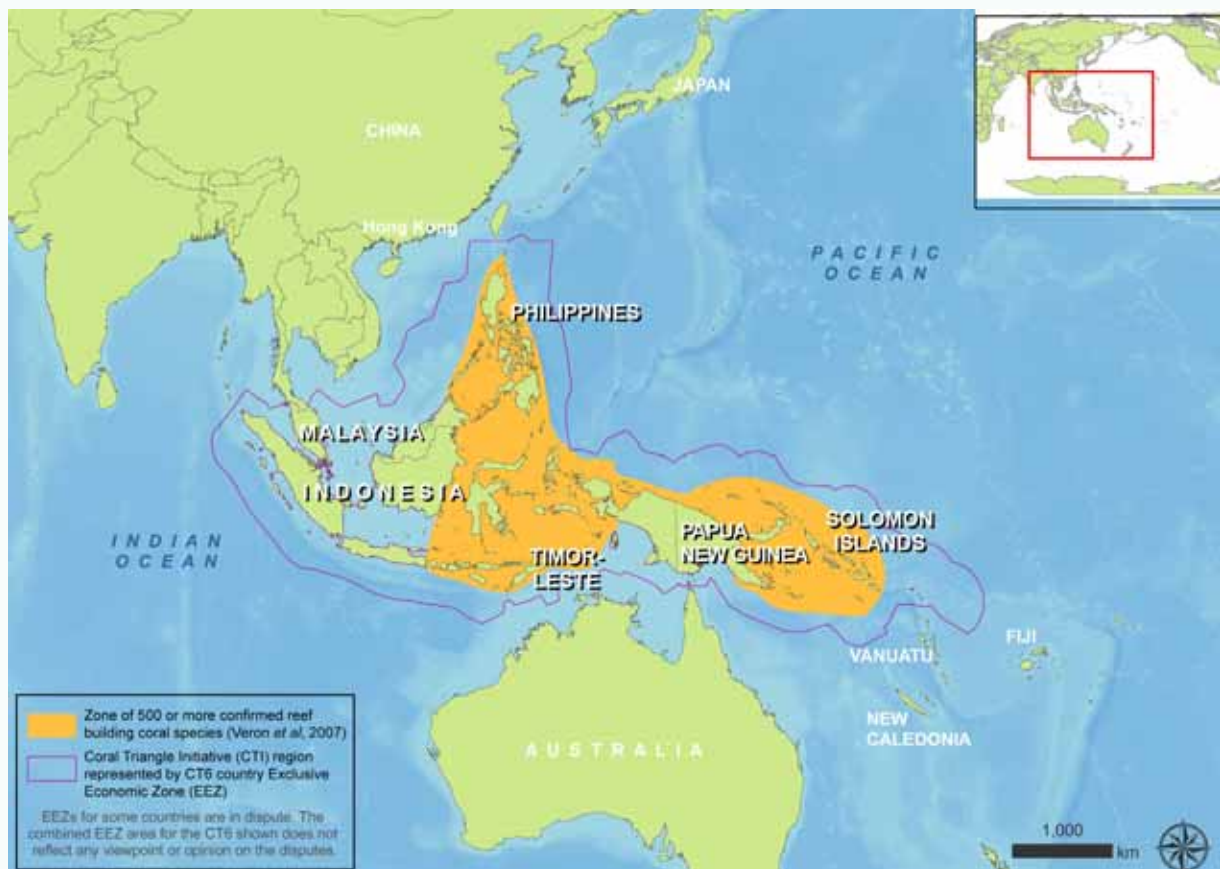 JAPAN
CHINA
Hong Kong
PACIFIC
OCEAN
PHILIPPINES
MALAYSIA
INDONESIA
INDIAN
OCEAN
TIMOR-
LESTE
PAPUA
NEW GUINEA
SOLOMON
ISLANDS
VANUATU
FIJI
NEW
CALEDONIA
AUSTRALIA
Zone of 500 or more confirmed reef
building coral species (Veron et al, 2007)
Coral Triangle Initiative (CTI) region
represented by CT6 country Exclusive
Economic Zone (EEZ)
EEZs for some countries are in dispute. The
combined EEZ area for the CT6 shown does not
reflect any viewpoint or opinion on the disputes.
1,000
km